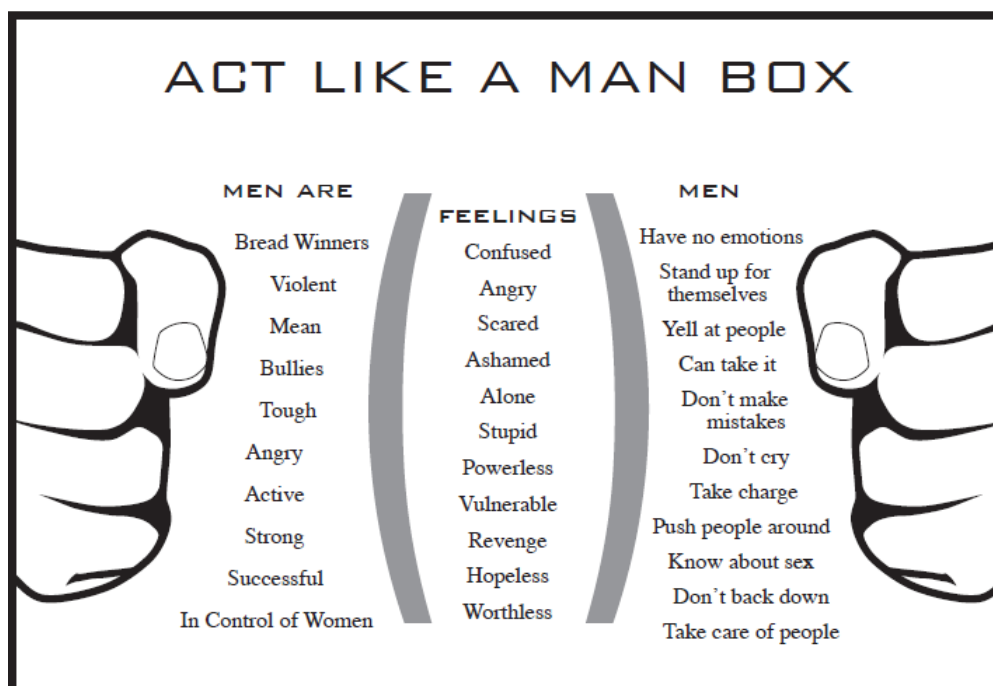 ACT LIKE A MAN BOX
MEN ARE
Bread Winners
Violent
Mean
Bullies
Tough
Angry
Active
Strong
Successful
In Control of Women
FEELINGS
Confused
Angry
Scared
Ashamed
Alone
Stupid
Powerless
Vulnerable
Revenge
Hopeless
Worthless
MEN
Have no emotions
Stand up for
themselves
Yell at people
Can take it
Don’t make
mistakes
Don’t cry
Take charge
Push people around
Know about sex
Don’t back down
Take care of people